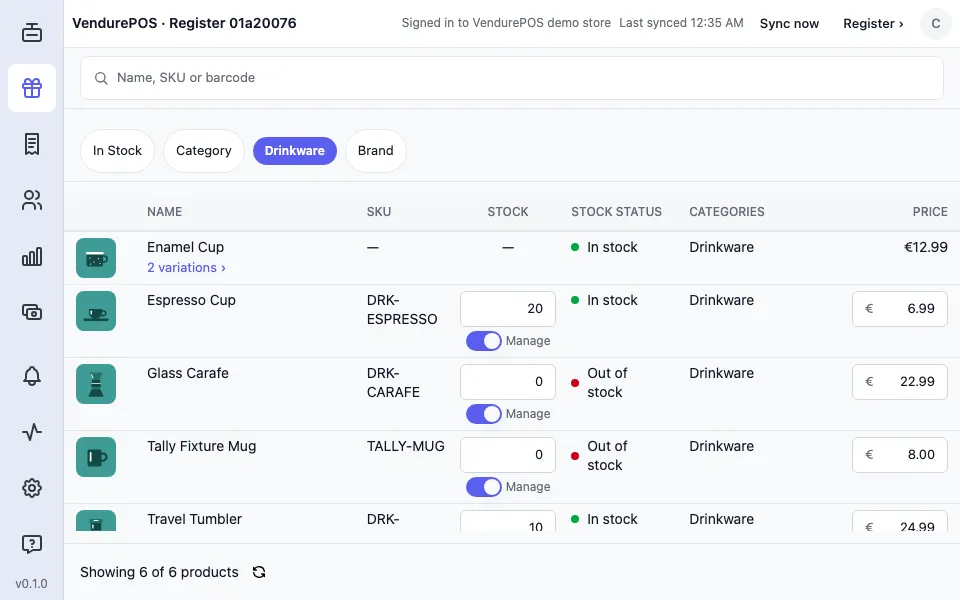 VendurePOS · Register 01a20076
Signed in to VendurePOS demo store
Last synced 12:35 AM
Sync now
Register ›
C
Name, SKU or barcode
In Stock
Category
Drinkware
Brand
NAME
SKU
STOCK
STOCK STATUS
CATEGORIES
PRICE
Enamel Cup
2 variations ›
—
—
In stock
Drinkware
€12.99
Espresso Cup
DRK-
ESPRESSO
20
Manage
In stock
Drinkware
€ 6.99
Glass Carafe
DRK-
CARAFE
0
Manage
Out of
stock
Drinkware
€ 22.99
Tally Fixture Mug
TALLY-MUG
0
Manage
Out of
stock
Drinkware
€ 8.00
Travel Tumbler
DRK-
10
In stock
Drinkware
€ 24.99
Showing 6 of 6 products
v0.1.0